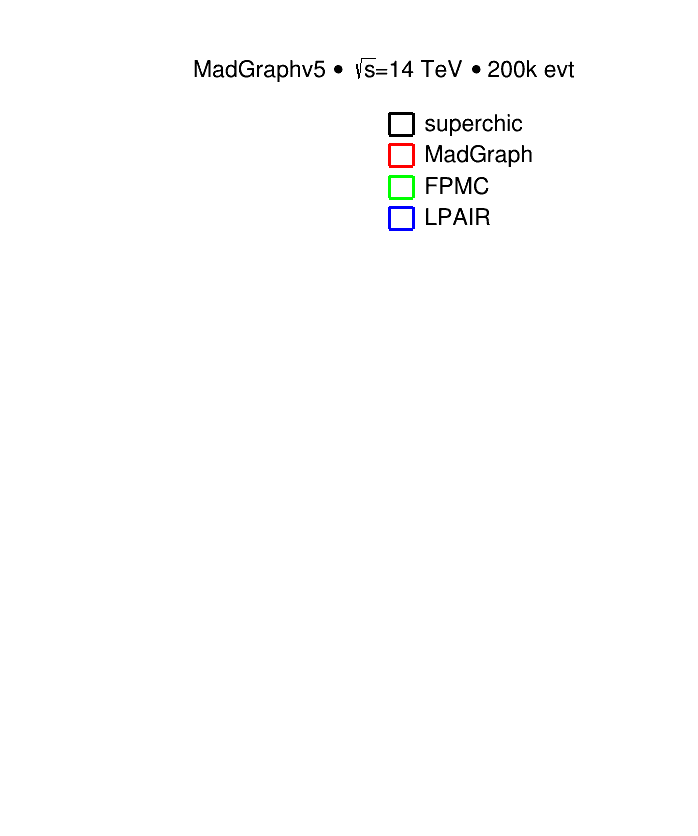 MadGraphv5 • √s=14 TeV • 200k evt
superchic
MadGraph
FPMC
LPAIR